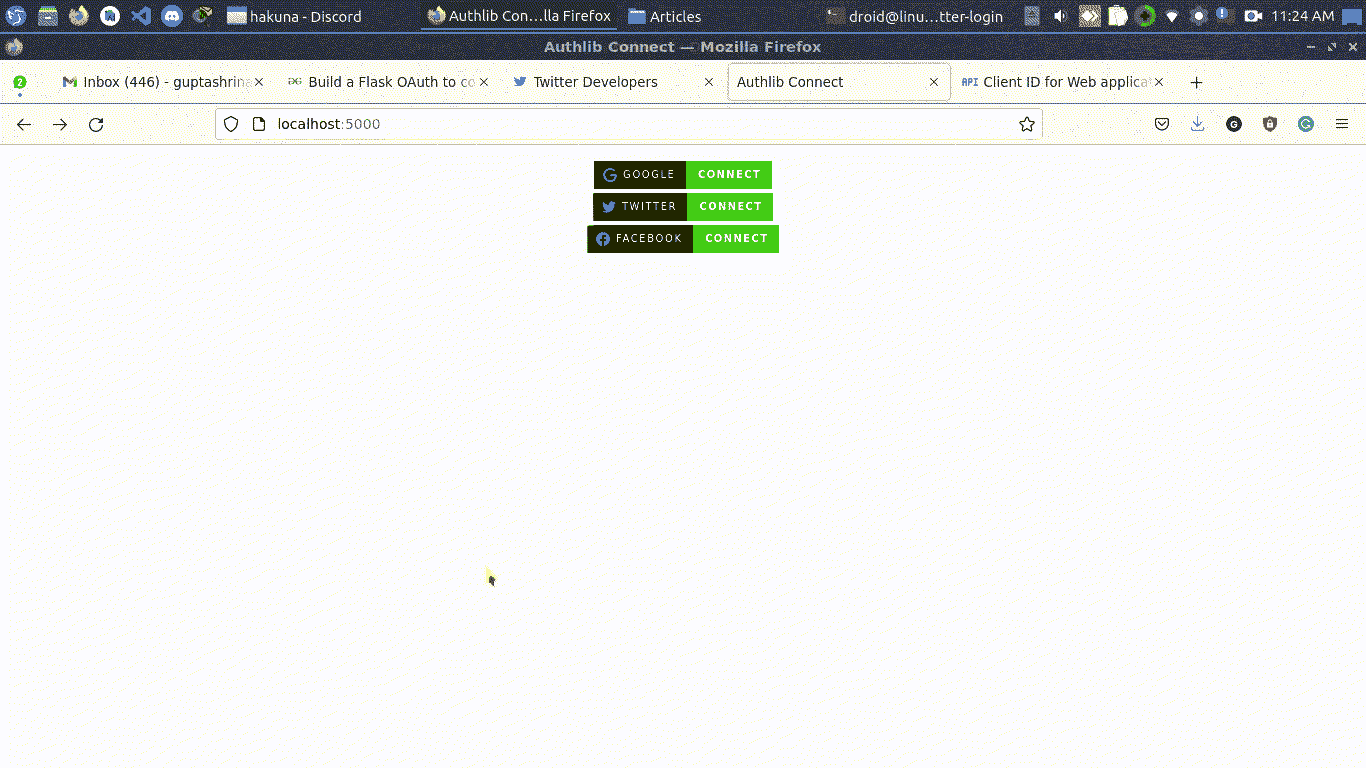 hakuna - Discord Authlib Con...lla Firefox Articles droid@linu...tter-login 11:24 AM
Authlib Connect — Mozilla Firefox
2 Inbox (446) - guptashrina Build a Flask OAuth to co Twitter Developers Authlib Connect API Client ID for Web applicat
localhost:5000
GOOGLE CONNECT
TWITTER CONNECT
FACEBOOK CONNECT